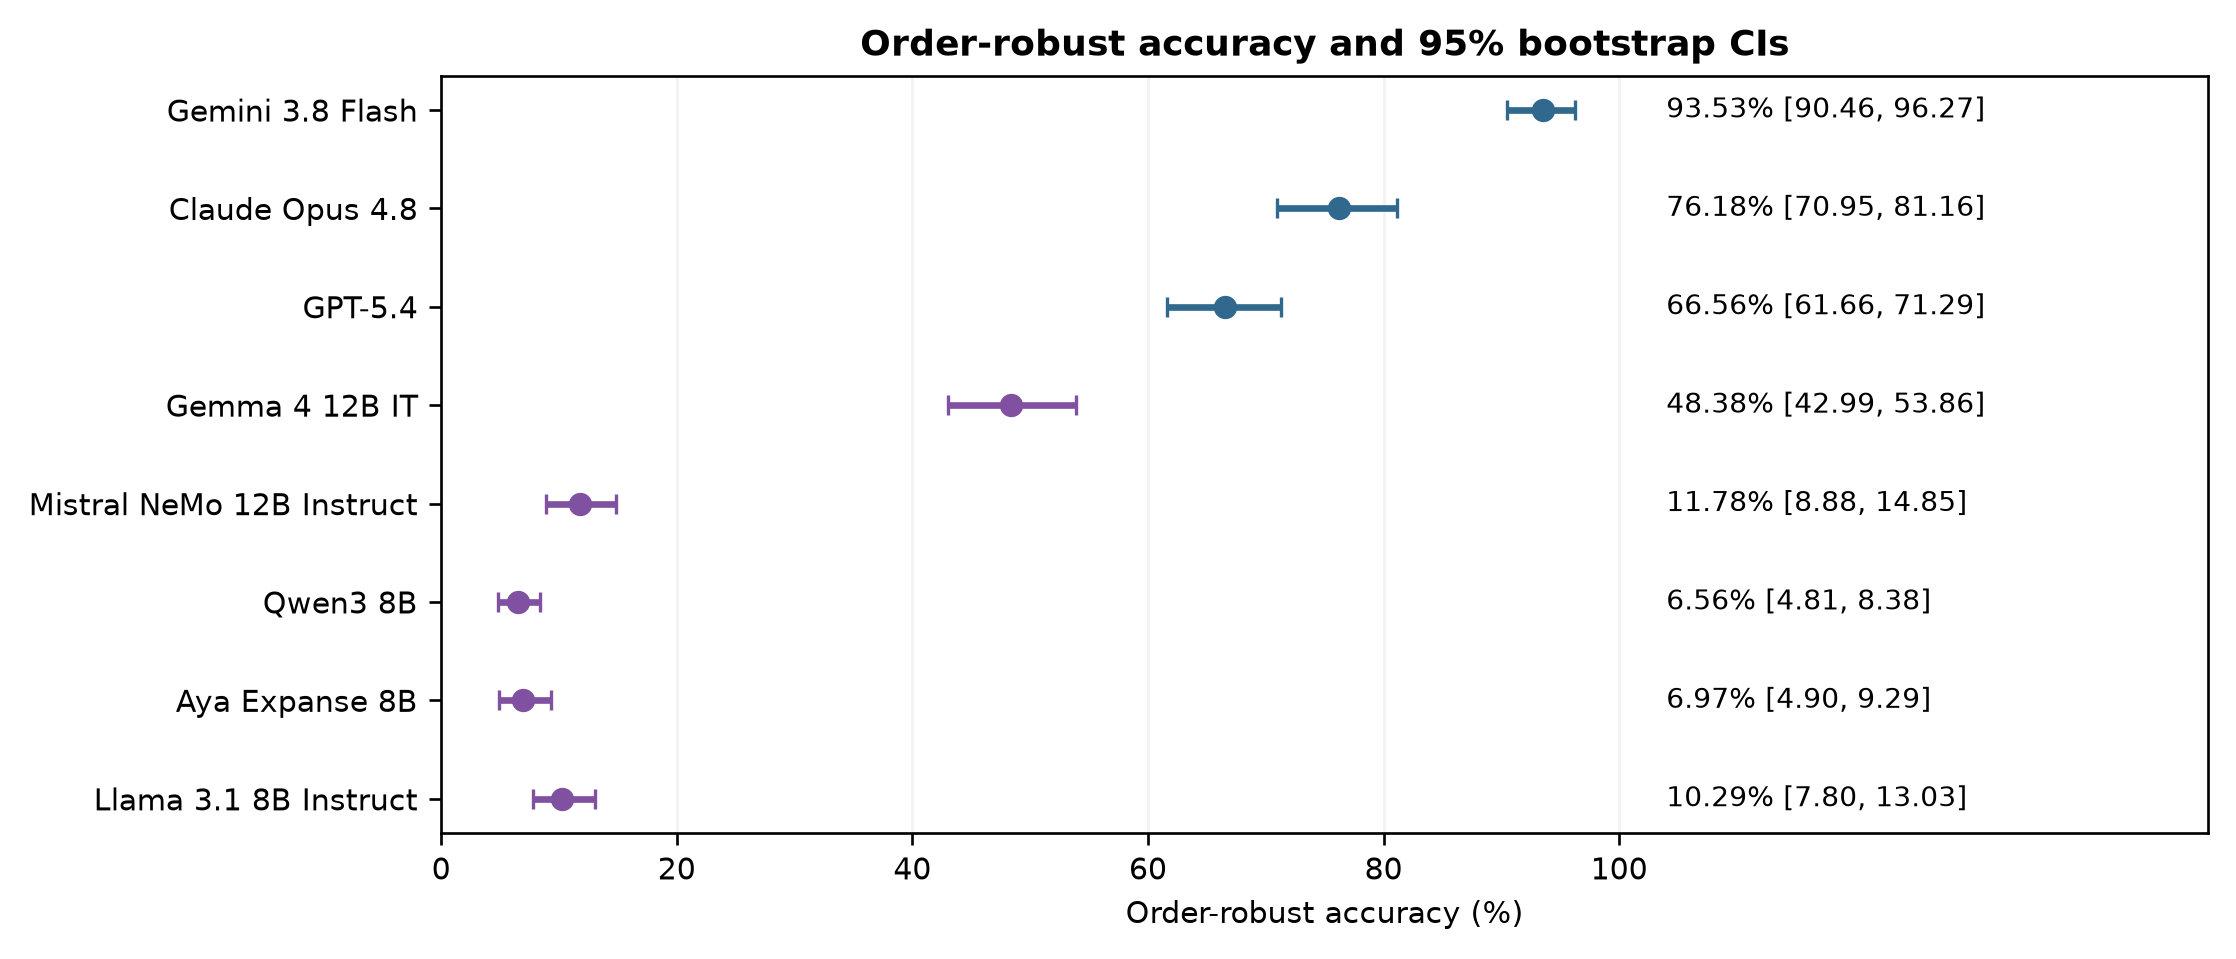 Order-robust accuracy and 95% bootstrap CIs
Gemini 3.8 Flash 93.53% [90.46, 96.27]
Claude Opus 4.8 76.18% [70.95, 81.16]
GPT-5.4 66.56% [61.66, 71.29]
Gemma 4 12B IT 48.38% [42.99, 53.86]
Mistral NeMo 12B Instruct 11.78% [8.88, 14.85]
Qwen3 8B 6.56% [4.81, 8.38]
Aya Expanse 8B 6.97% [4.90, 9.29]
Llama 3.1 8B Instruct 10.29% [7.80, 13.03]
0 20 40 60 80 100
Order-robust accuracy (%)